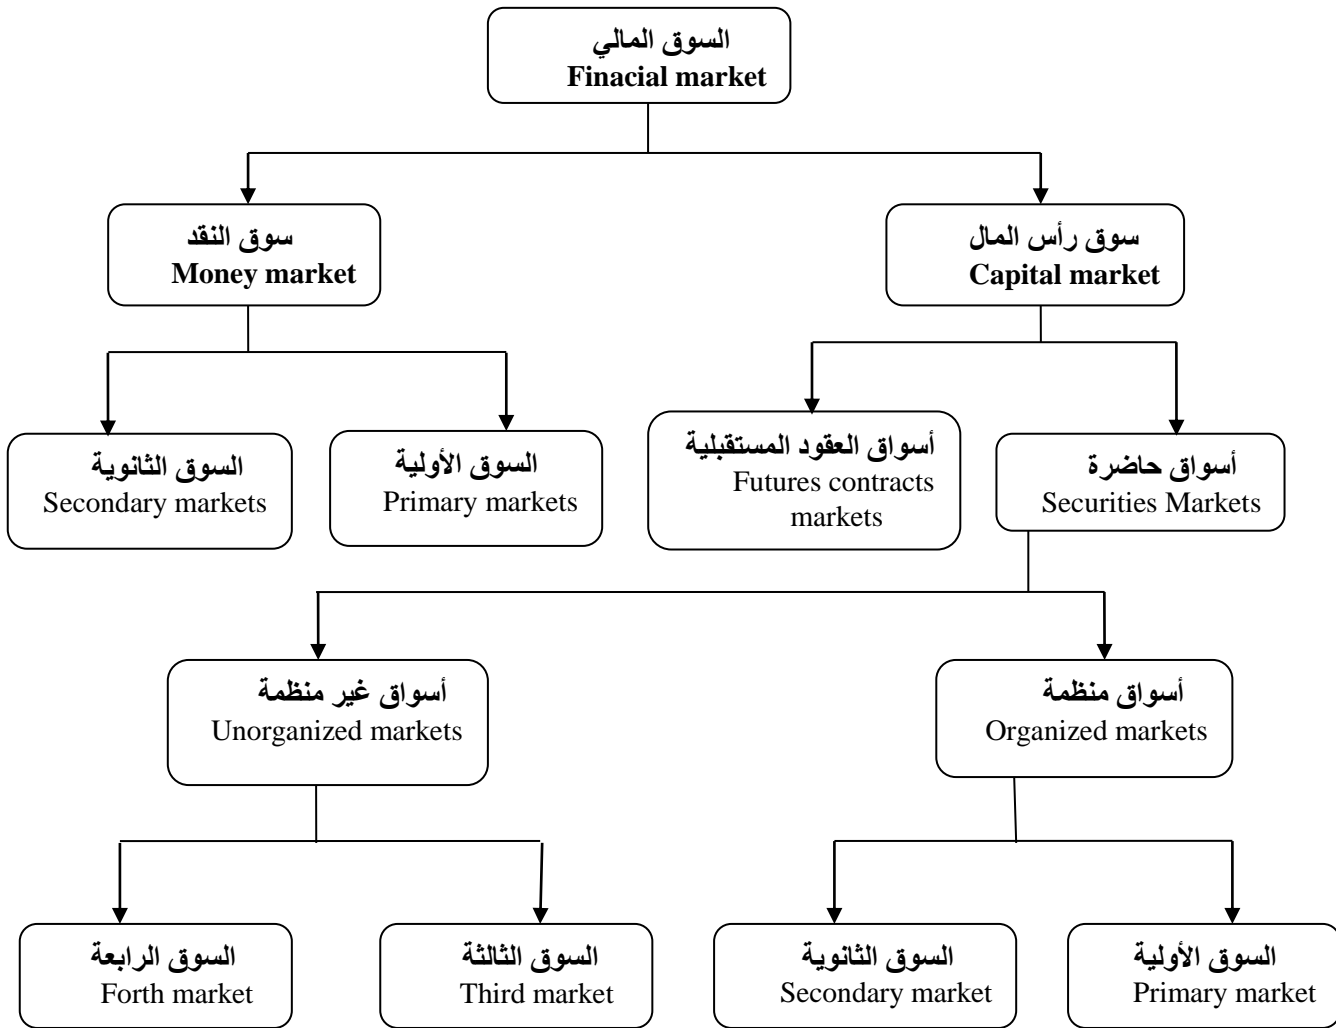 السوق المالي
Finacial market
سوق رأس المال
Capital market
سوق النقد
Money market
أسواق حاضرة
Securities Markets
أسواق العقود المستقبلية
Futures contracts
markets
السوق الأولية
Primary markets
السوق الثانوية
Secondary markets
أسواق منظمة
Organized markets
أسواق غير منظمة
Unorganized markets
السوق الأولية
Primary market
السوق الثانوية
Secondary market
السوق الثالثة
Third market
السوق الرابعة
Forth market